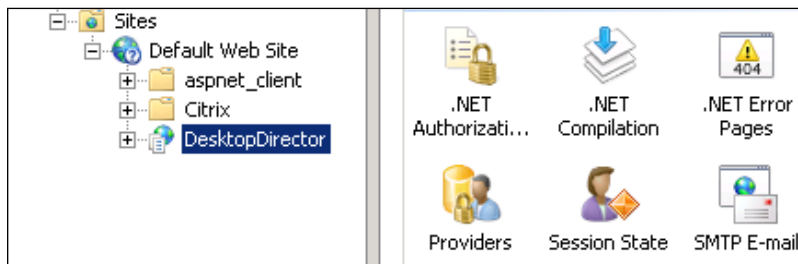 Sites
Default Web Site
aspnet_client
Citrix
DesktopDirector
.NET
Authorizati...
.NET
Compilation
404
.NET Error
Pages
Providers
Session State
SMTP E-mail